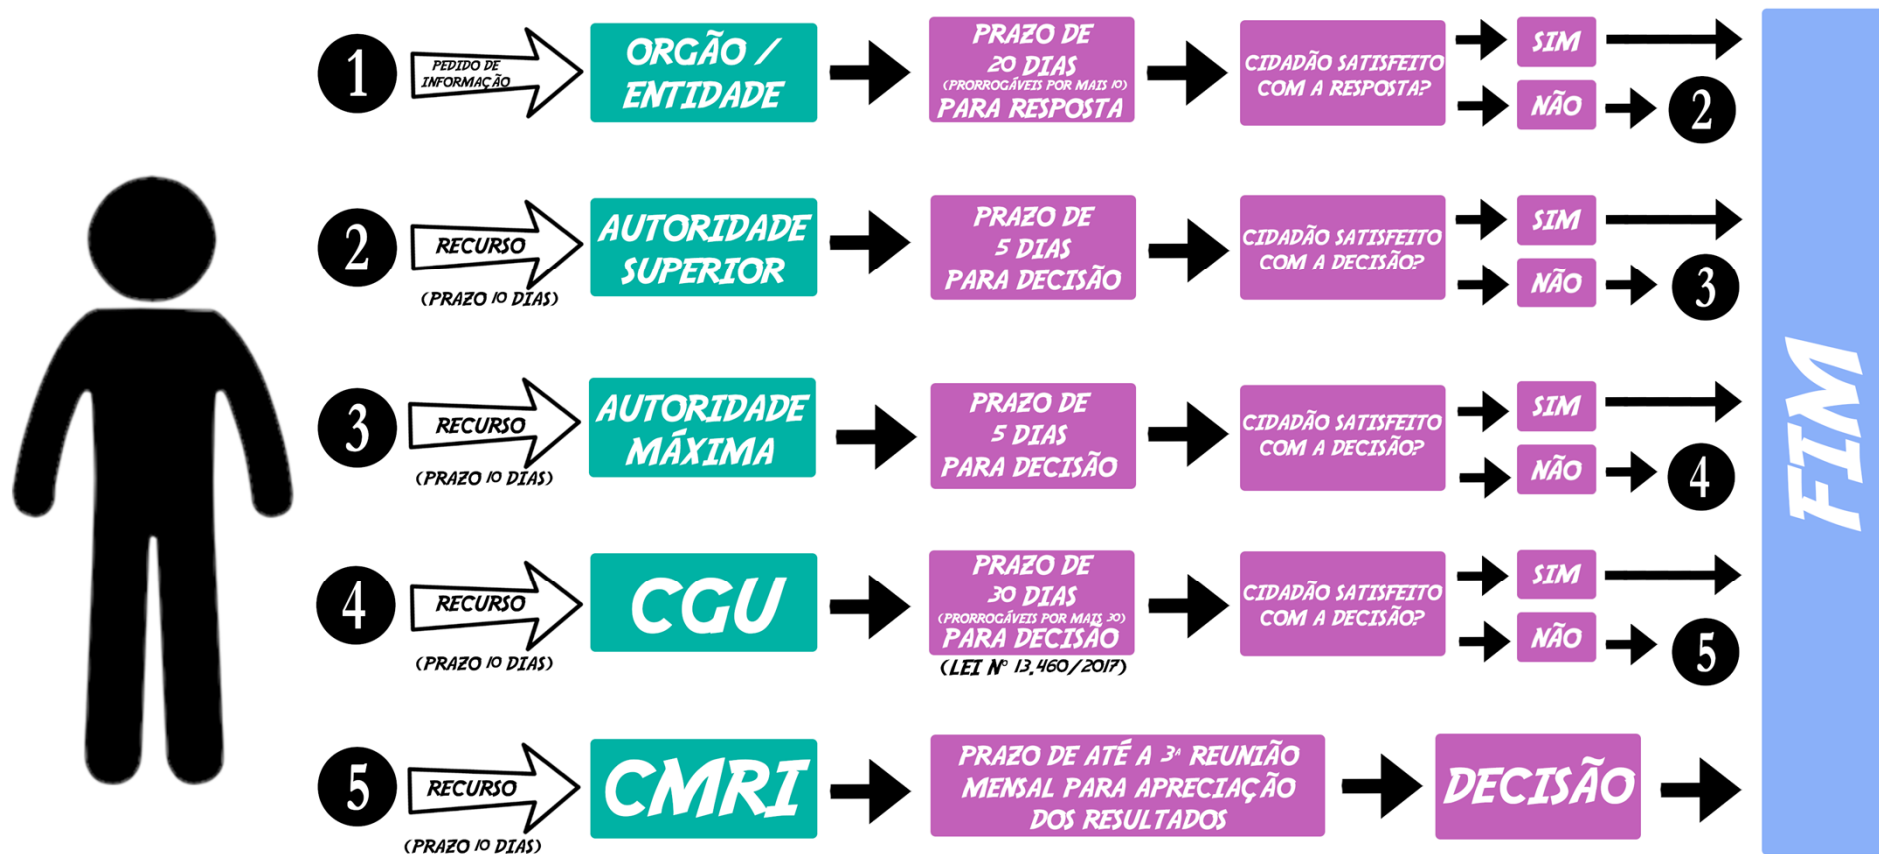 1
PEDIDO DE
INFORMAÇÃO
ORGÃO /
ENTIDADE
PRAZO DE
20 DIAS
(PRORROGÁVEIS POR MAIS 10)
PARA RESPOSTA
CIDADÃO SATISFEITO
COM A RESPOSTA?
SIM
NÃO
2
2
RECURSO
(PRAZO 10 DIAS)
AUTORIDADE
SUPERIOR
PRAZO DE
5 DIAS
PARA DECISÃO
CIDADÃO SATISFEITO
COM A DECISÃO?
SIM
NÃO
3
3
RECURSO
(PRAZO 10 DIAS)
AUTORIDADE
MÁXIMA
PRAZO DE
5 DIAS
PARA DECISÃO
CIDADÃO SATISFEITO
COM A DECISÃO?
SIM
NÃO
4
4
RECURSO
(PRAZO 10 DIAS)
CGU
PRAZO DE
30 DIAS
(PRORROGÁVEIS POR MAIS 30)
PARA DECISÃO
(LEI Nº 13.460/2017)
CIDADÃO SATISFEITO
COM A DECISÃO?
SIM
NÃO
5
5
RECURSO
(PRAZO 10 DIAS)
CMRI
PRAZO DE ATÉ A 3ª REUNIÃO
MENSAL PARA APRECIAÇÃO
DOS RESULTADOS
DECISÃO
FIM